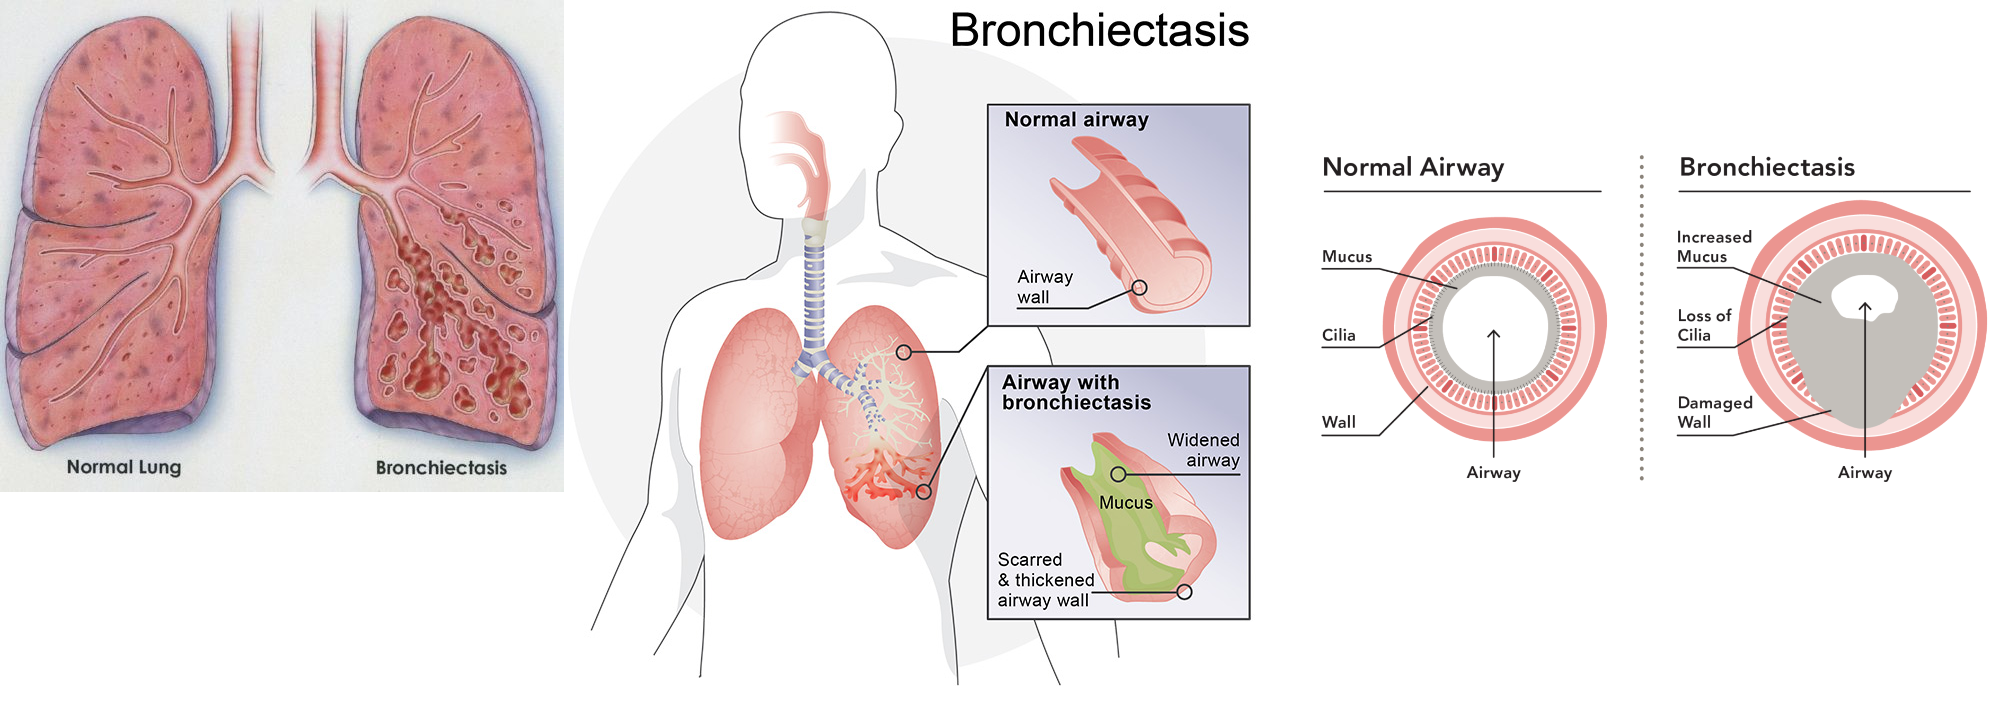 Normal Lung
Bronchiectasis
Bronchiectasis
Normal airway
Airway
wall
Airway with
bronchiectasis
Widened
airway
Mucus
Scarred
& thickened
airway wall
Normal Airway
Mucus
Cilia
Wall
Airway
Bronchiectasis
Increased
Mucus
Loss of
Cilia
Damaged
Wall
Airway